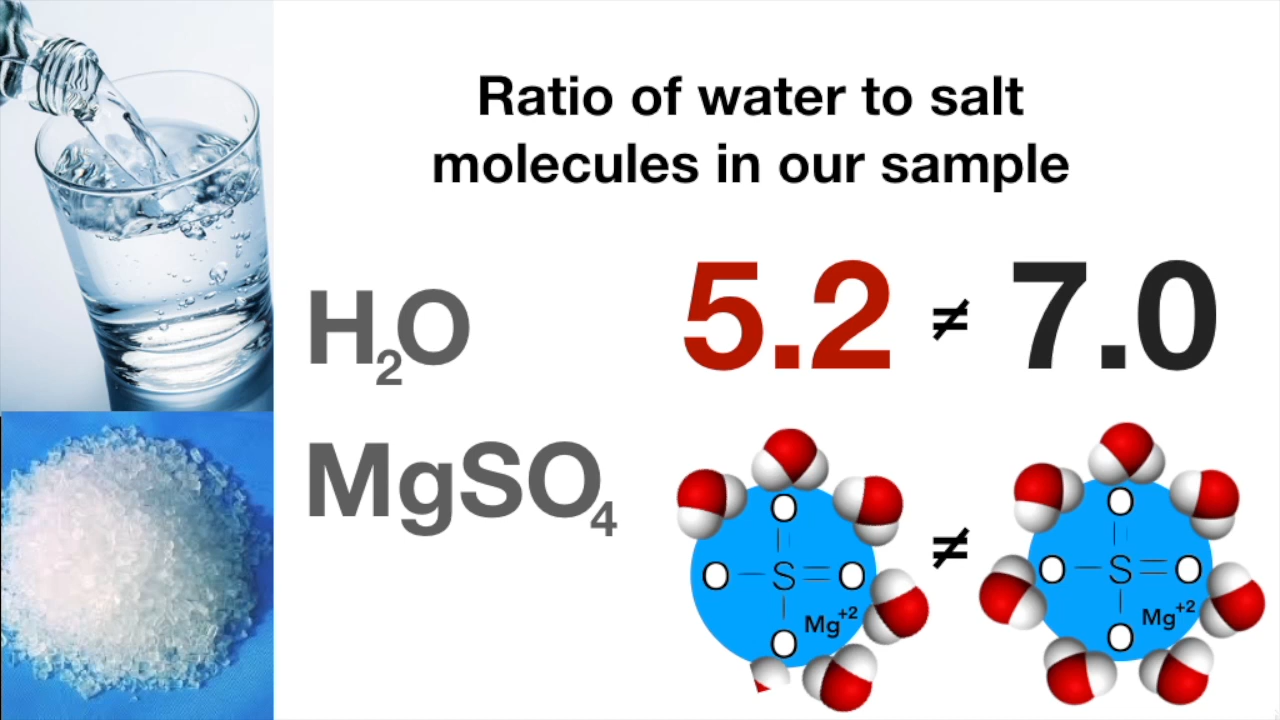 Ratio of water to salt
molecules in our sample
H₂O
5.2 ≠ 7.0
MgSO₄
≠
O
O – S = O
Mg⁺²
O
O
O – S = O
Mg⁺²
O